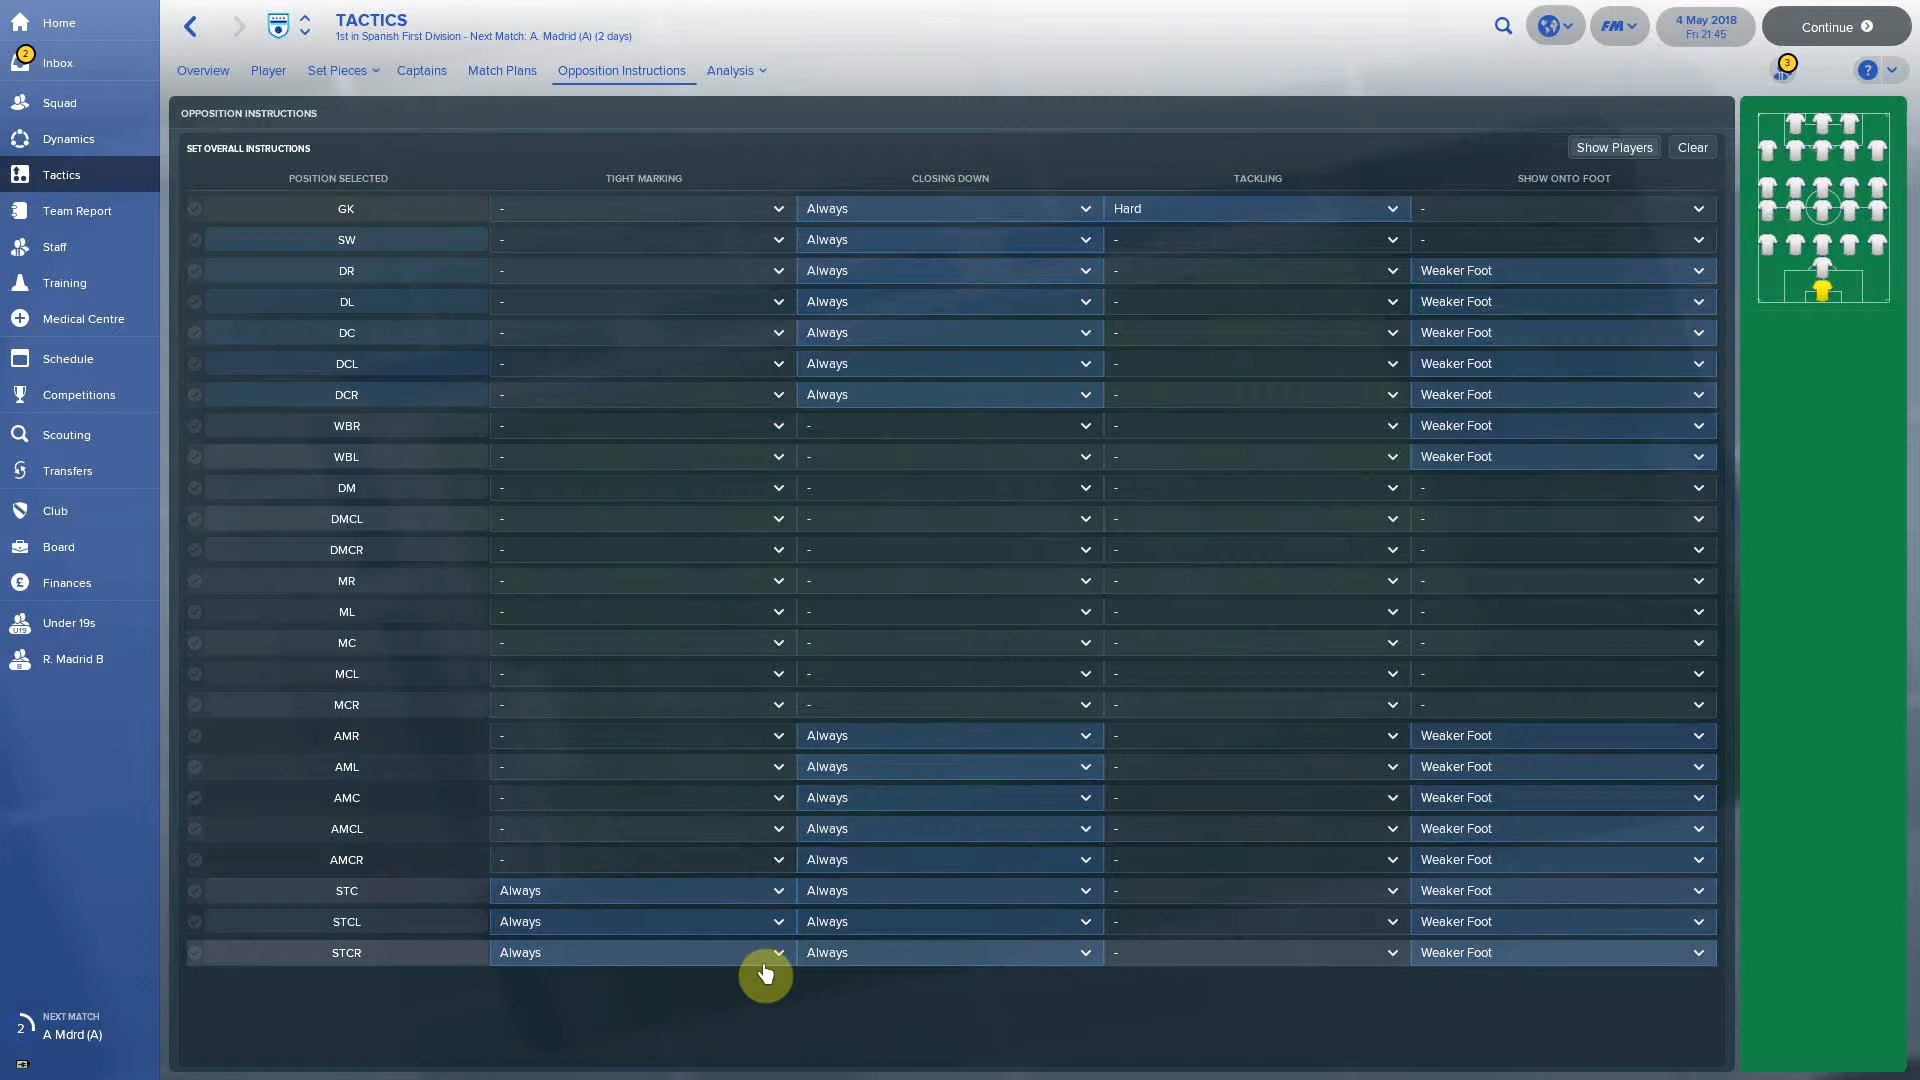 Home
2
Inbox
Squad
Dynamics
Tactics
Team Report
Staff
Training
Medical Centre
Schedule
Competitions
Scouting
Transfers
Club
Board
Finances
U19
Under 19s
B
R. Madrid B
2
NEXT MATCH
A Mdrd (A)
TACTICS
1st in Spanish First Division - Next Match: A. Madrid (A) (2 days)
FM
4 May 2018
Fri 21:45
Continue
Overview Player Set Pieces Captains Match Plans Opposition Instructions Analysis
3
?
OPPOSITION INSTRUCTIONS
SET OVERALL INSTRUCTIONS
Show Players Clear
POSITION SELECTED TIGHT MARKING CLOSING DOWN TACKLING SHOW ONTO FOOT
GK - Always Hard -
SW - Always - -
DR - Always - Weaker Foot
DL - Always - Weaker Foot
DC - Always - Weaker Foot
DCL - Always - Weaker Foot
DCR - Always - Weaker Foot
WBR - - - Weaker Foot
WBL - - - Weaker Foot
DM - - - -
DMCL - - - -
DMCR - - - -
MR - - - -
ML - - - -
MC - - - -
MCL - - - -
MCR - - - -
AMR - Always - Weaker Foot
AML - Always - Weaker Foot
AMC - Always - Weaker Foot
AMCL - Always - Weaker Foot
AMCR - Always - Weaker Foot
STC Always Always - Weaker Foot
STCL Always Always - Weaker Foot
STCR Always Always - Weaker Foot